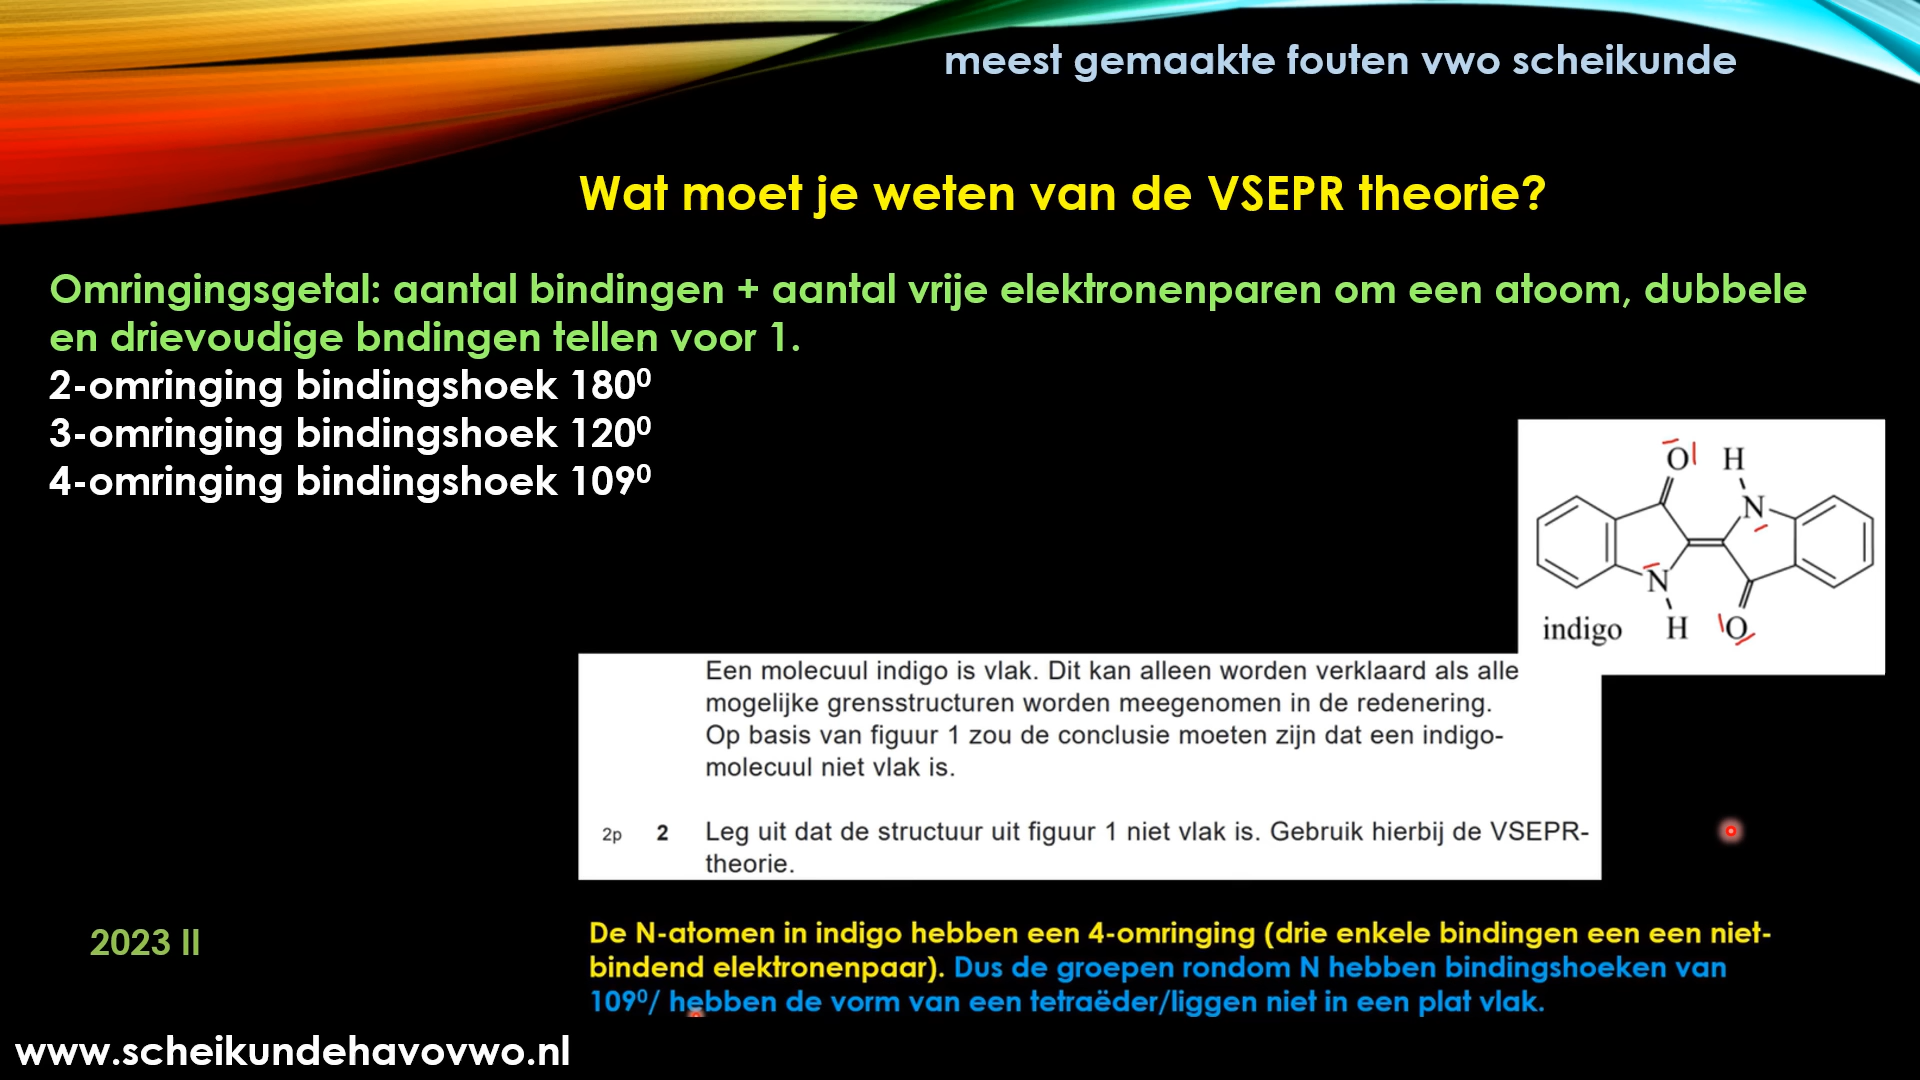 meest gemaakte fouten vwo scheikunde
Wat moet je weten van de VSEPR theorie?
Omringingsgetal: aantal bindingen + aantal vrije elektronenparen om een atoom, dubbele
en drievoudige bndingen tellen voor 1.
2-omringing bindingshoek 180⁰
3-omringing bindingshoek 120⁰
4-omringing bindingshoek 109⁰
O H
N
N
indigo H O
Een molecuul indigo is vlak. Dit kan alleen worden verklaard als alle
mogelijke grensstructuren worden meegenomen in de redenering.
Op basis van figuur 1 zou de conclusie moeten zijn dat een indigo-
molecuul niet vlak is.
2p 2 Leg uit dat de structuur uit figuur 1 niet vlak is. Gebruik hierbij de VSEPR-
theorie.
2023 II
De N-atomen in indigo hebben een 4-omringing (drie enkele bindingen een een niet-
bindend elektronenpaar). Dus de groepen rondom N hebben bindingshoeken van
109⁰/ hebben de vorm van een tetraëder/liggen niet in een plat vlak.
www.scheikundehavovwo.nl